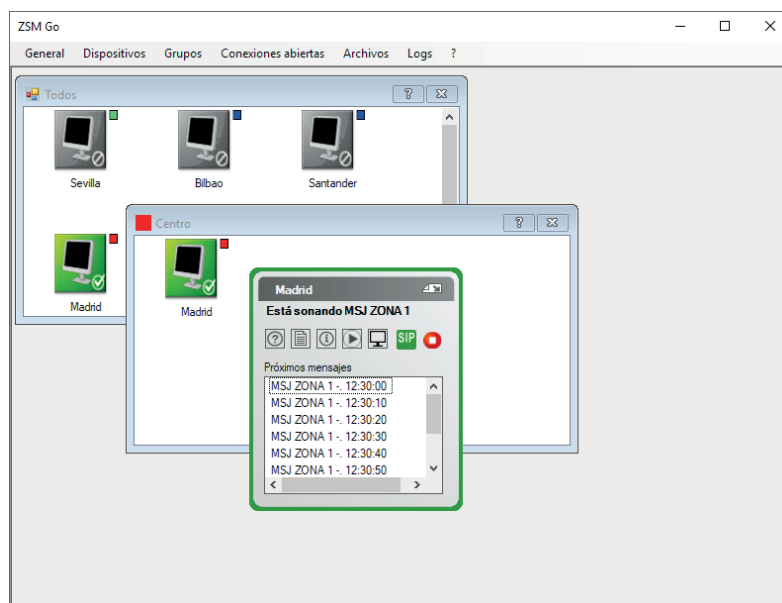 ZSM Go
General Dispositivos Grupos Conexiones abiertas Archivos Logs ?
Todos
Sevilla Bilbao Santander
Centro
Madrid Madrid
Madrid
Está sonando MSJ ZONA 1
SIP
Próximos mensajes
MSJ ZONA 1 -. 12:30:00
MSJ ZONA 1 -. 12:30:10
MSJ ZONA 1 -. 12:30:20
MSJ ZONA 1 -. 12:30:30
MSJ ZONA 1 -. 12:30:40
MSJ ZONA 1 -. 12:30:50